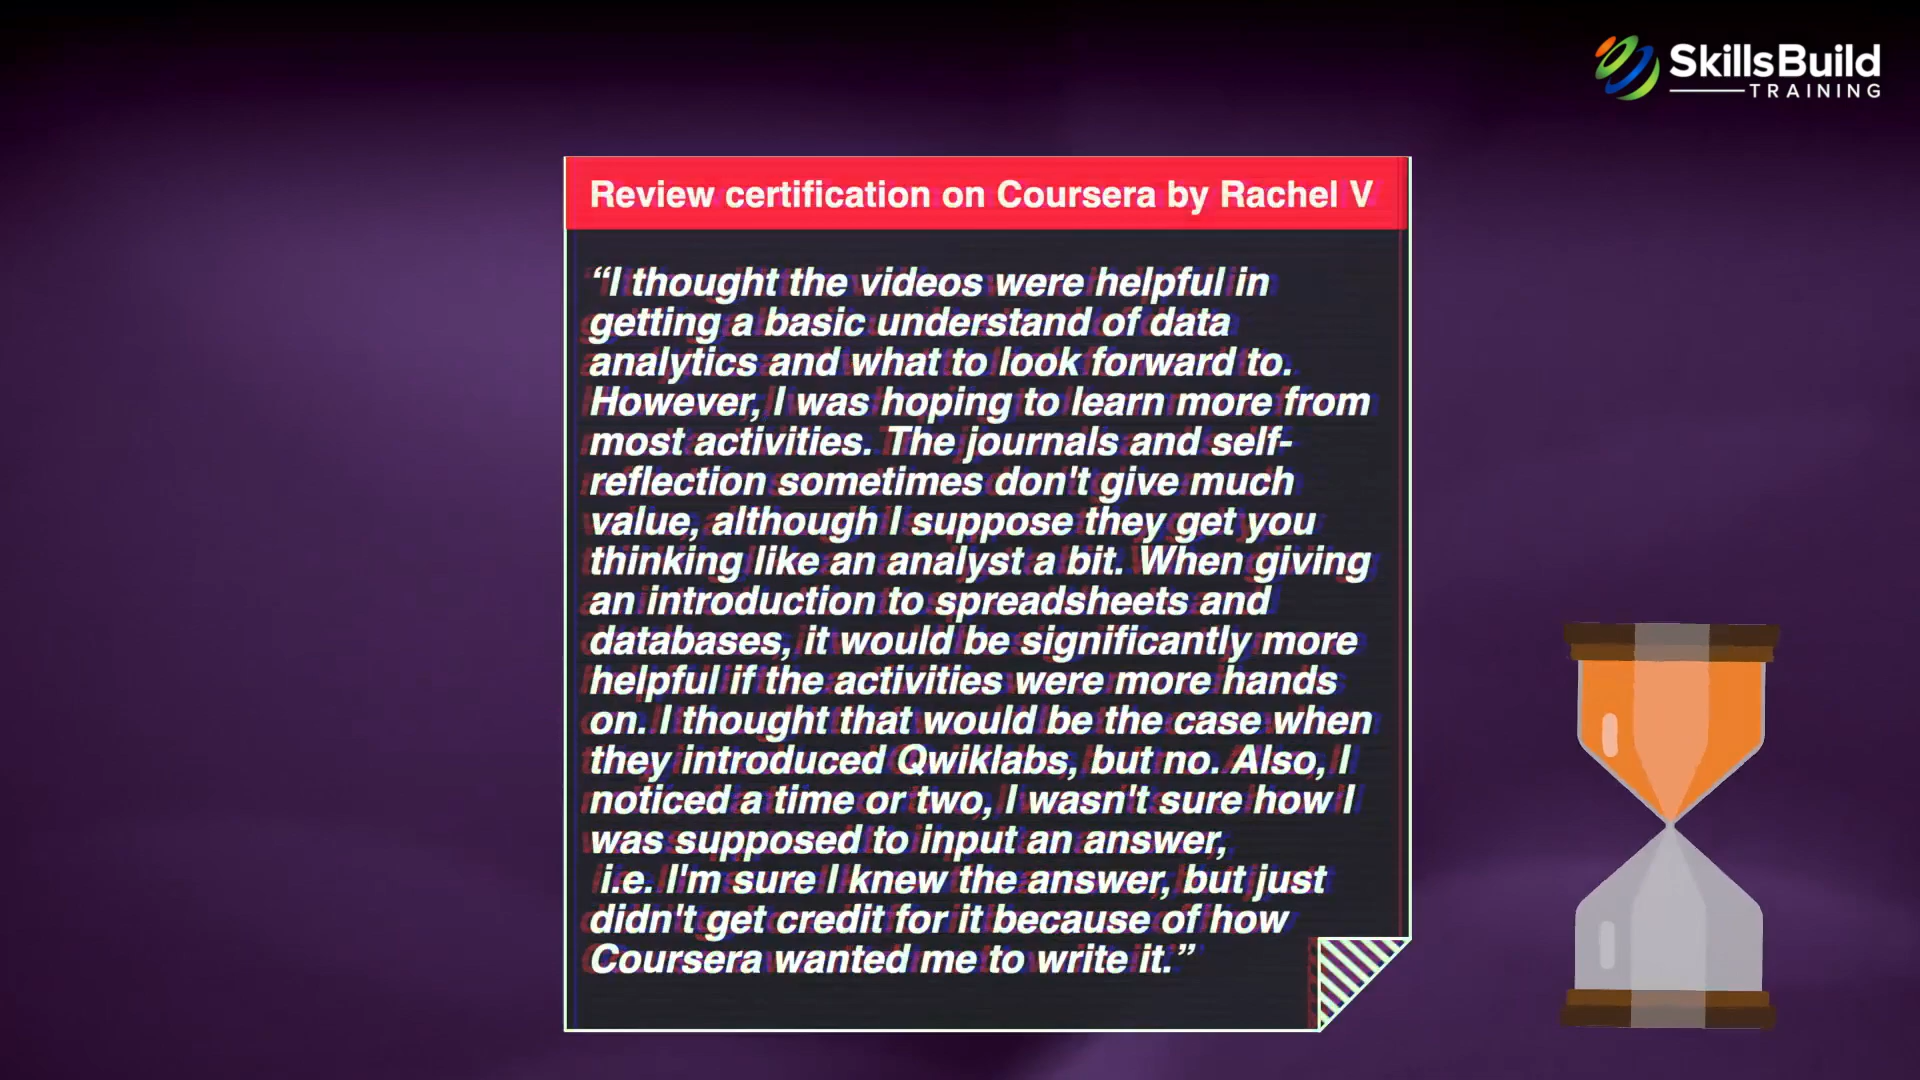 SkillsBuild
TRAINING
Review certification on Coursera by Rachel V
“I thought the videos were helpful in
getting a basic understand of data
analytics and what to look forward to.
However, I was hoping to learn more from
most activities. The journals and self-
reflection sometimes don't give much
value, although I suppose they get you
thinking like an analyst a bit. When giving
an introduction to spreadsheets and
databases, it would be significantly more
helpful if the activities were more hands
on. I thought that would be the case when
they introduced Qwiklabs, but no. Also, I
noticed a time or two, I wasn't sure how I
was supposed to input an answer,
i.e. I'm sure I knew the answer, but just
didn't get credit for it because of how
Coursera wanted me to write it.”